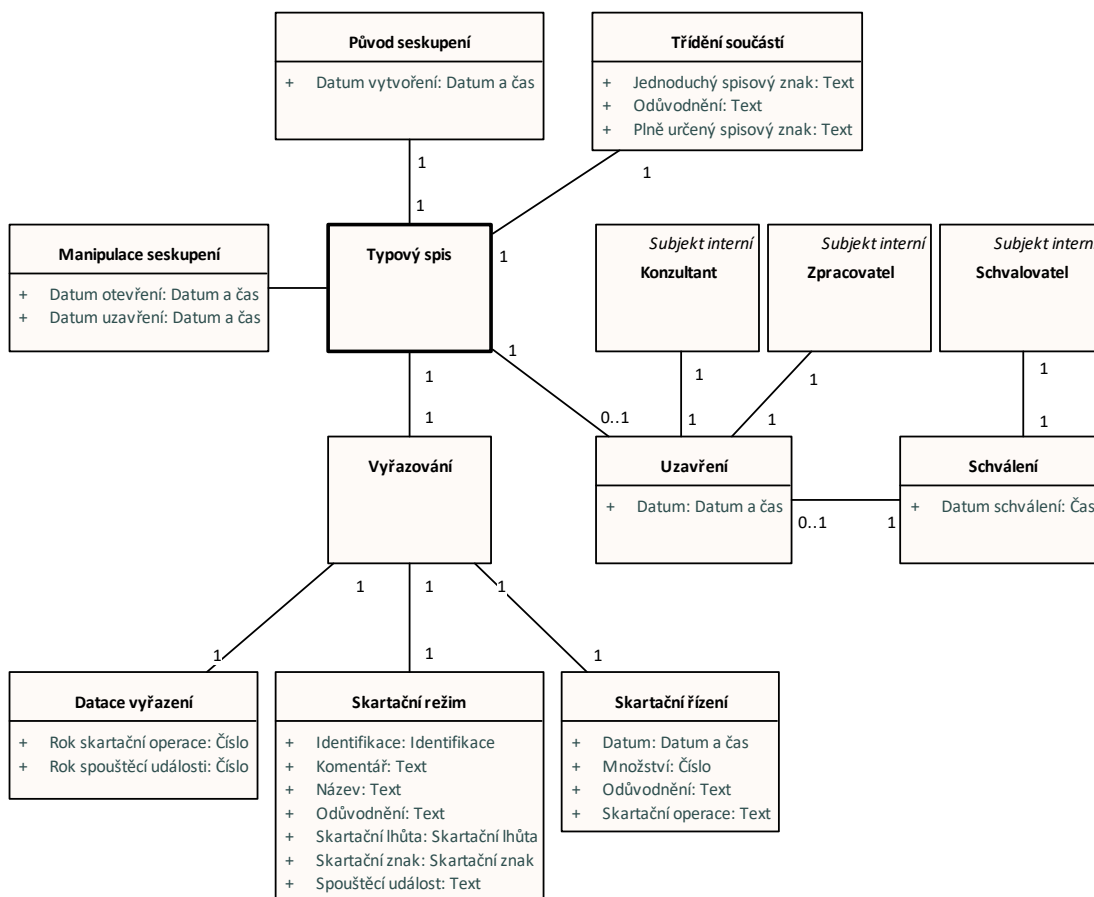 Původ seskupení
+ Datum vytvoření: Datum a čas
Třídění součástí
+ Jednoduchý spisový znak: Text
+ Odůvodnění: Text
+ Plně určený spisový znak: Text
1
1
1
1
Manipulace seskupení
+ Datum otevření: Datum a čas
+ Datum uzavření: Datum a čas
Typový spis
Subjekt interní
Konzultant
Subjekt interní
Zpracovatel
Subjekt interní
Schvalovatel
1
1
1
0..1
1
1
1
1
1
1
Vyřazování
Uzavření
+ Datum: Datum a čas
0..1
1
Schválení
+ Datum schválení: Čas
1
1
1
1
1
1
Datace vyřazení
+ Rok skartační operace: Číslo
+ Rok spouštěcí události: Číslo
Skartační režim
+ Identifikace: Identifikace
+ Komentář: Text
+ Název: Text
+ Odůvodnění: Text
+ Skartační lhůta: Skartační lhůta
+ Skartační znak: Skartační znak
+ Spouštěcí událost: Text
Skartační řízení
+ Datum: Datum a čas
+ Množství: Číslo
+ Odůvodnění: Text
+ Skartační operace: Text